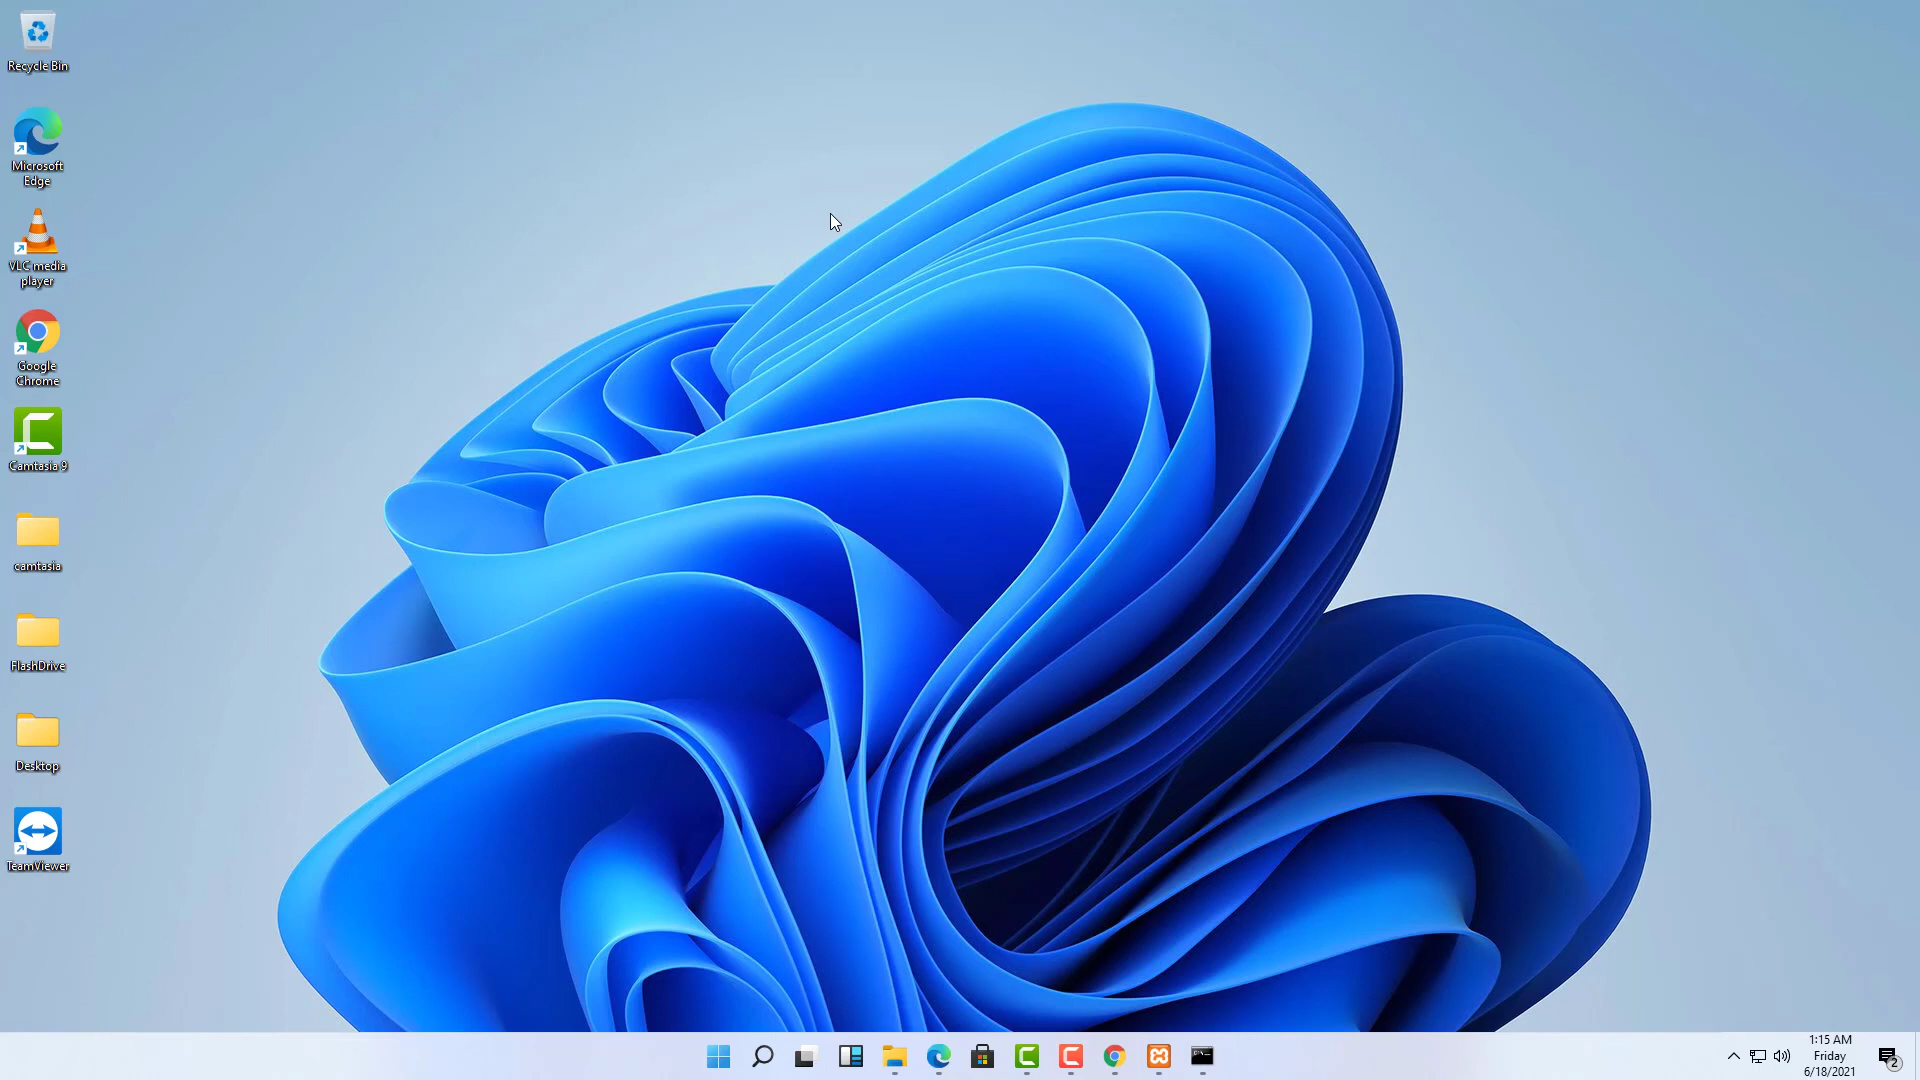 Recycle Bin
Microsoft
Edge
VLC media
player
Google
Chrome
Camtasia 9
camtasia
FlashDrive
Desktop
TeamViewer
1:15 AM
Friday
6/18/2021
2